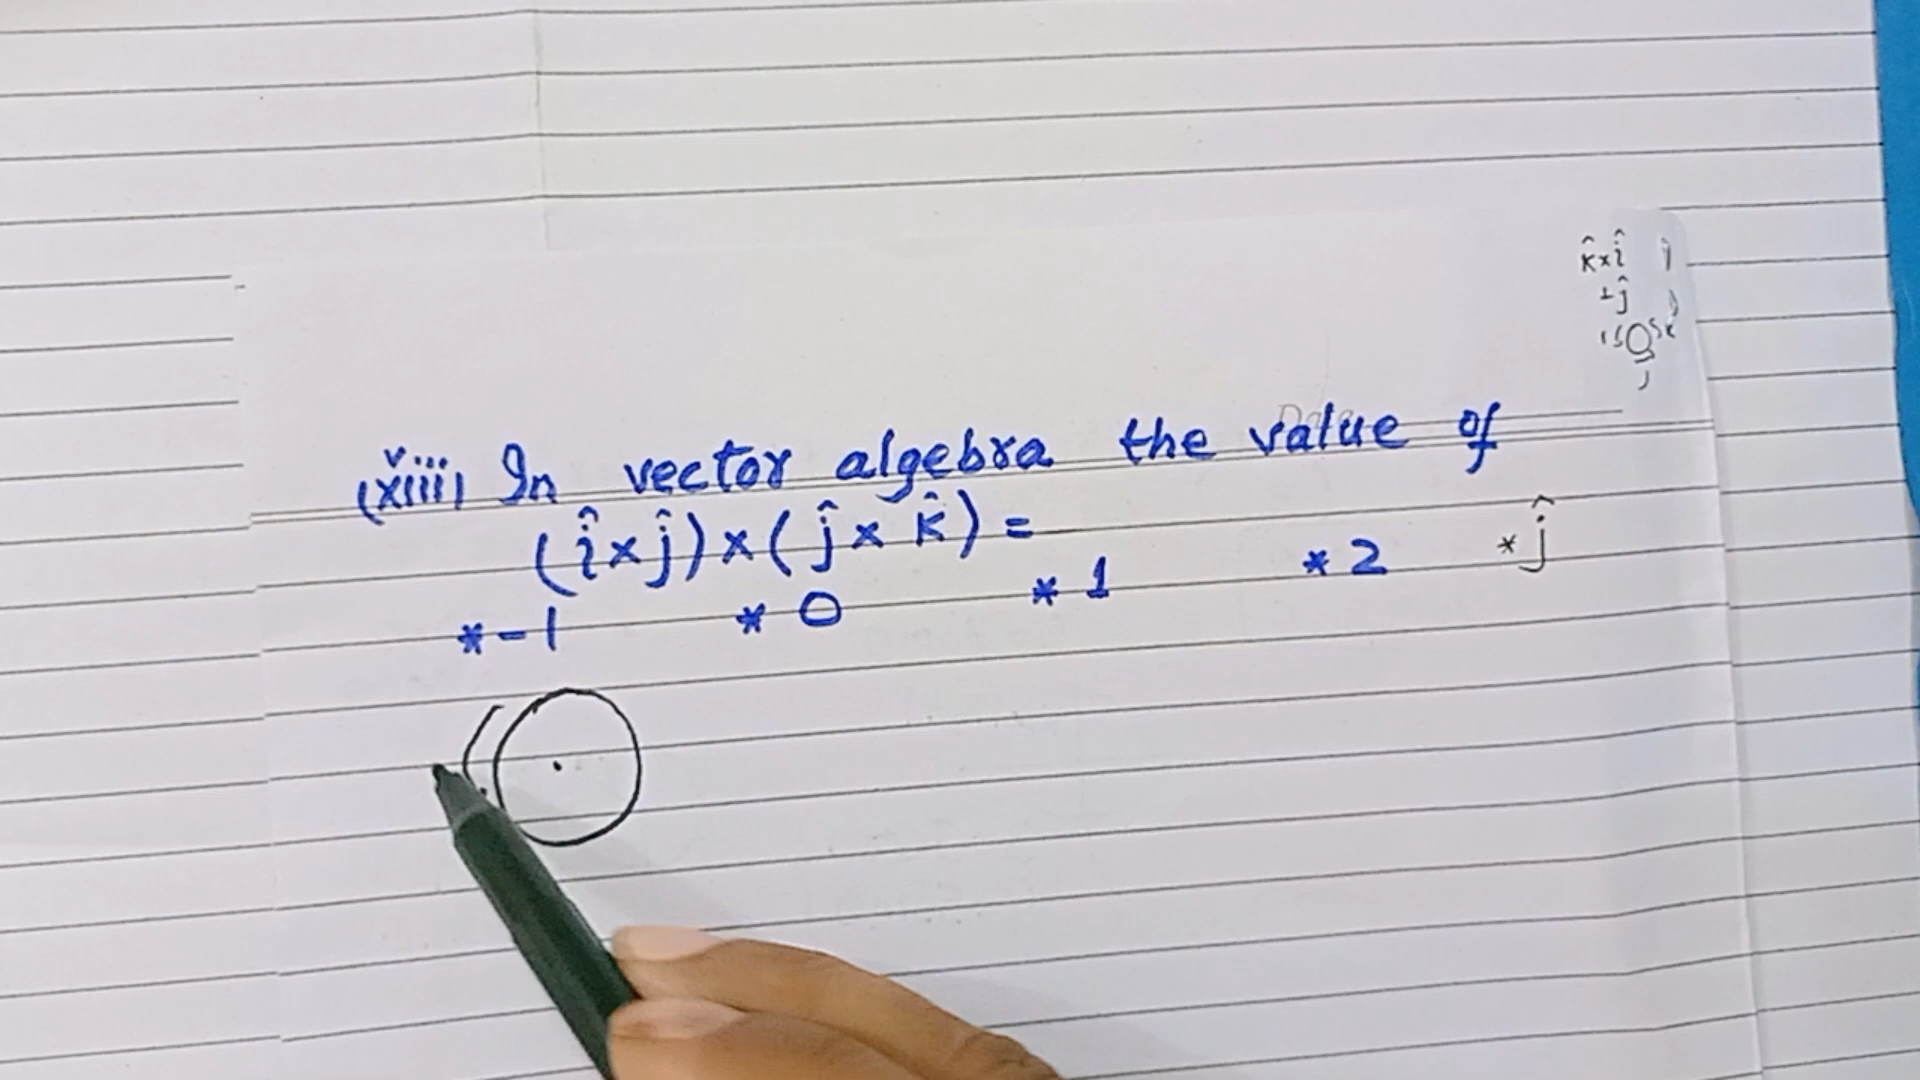 k̂×î
ĵ
(xiii) In vector algebra the value of
(î×ĵ)×(ĵ×k̂)=
*-1 *0 *1 *2 *ĵ